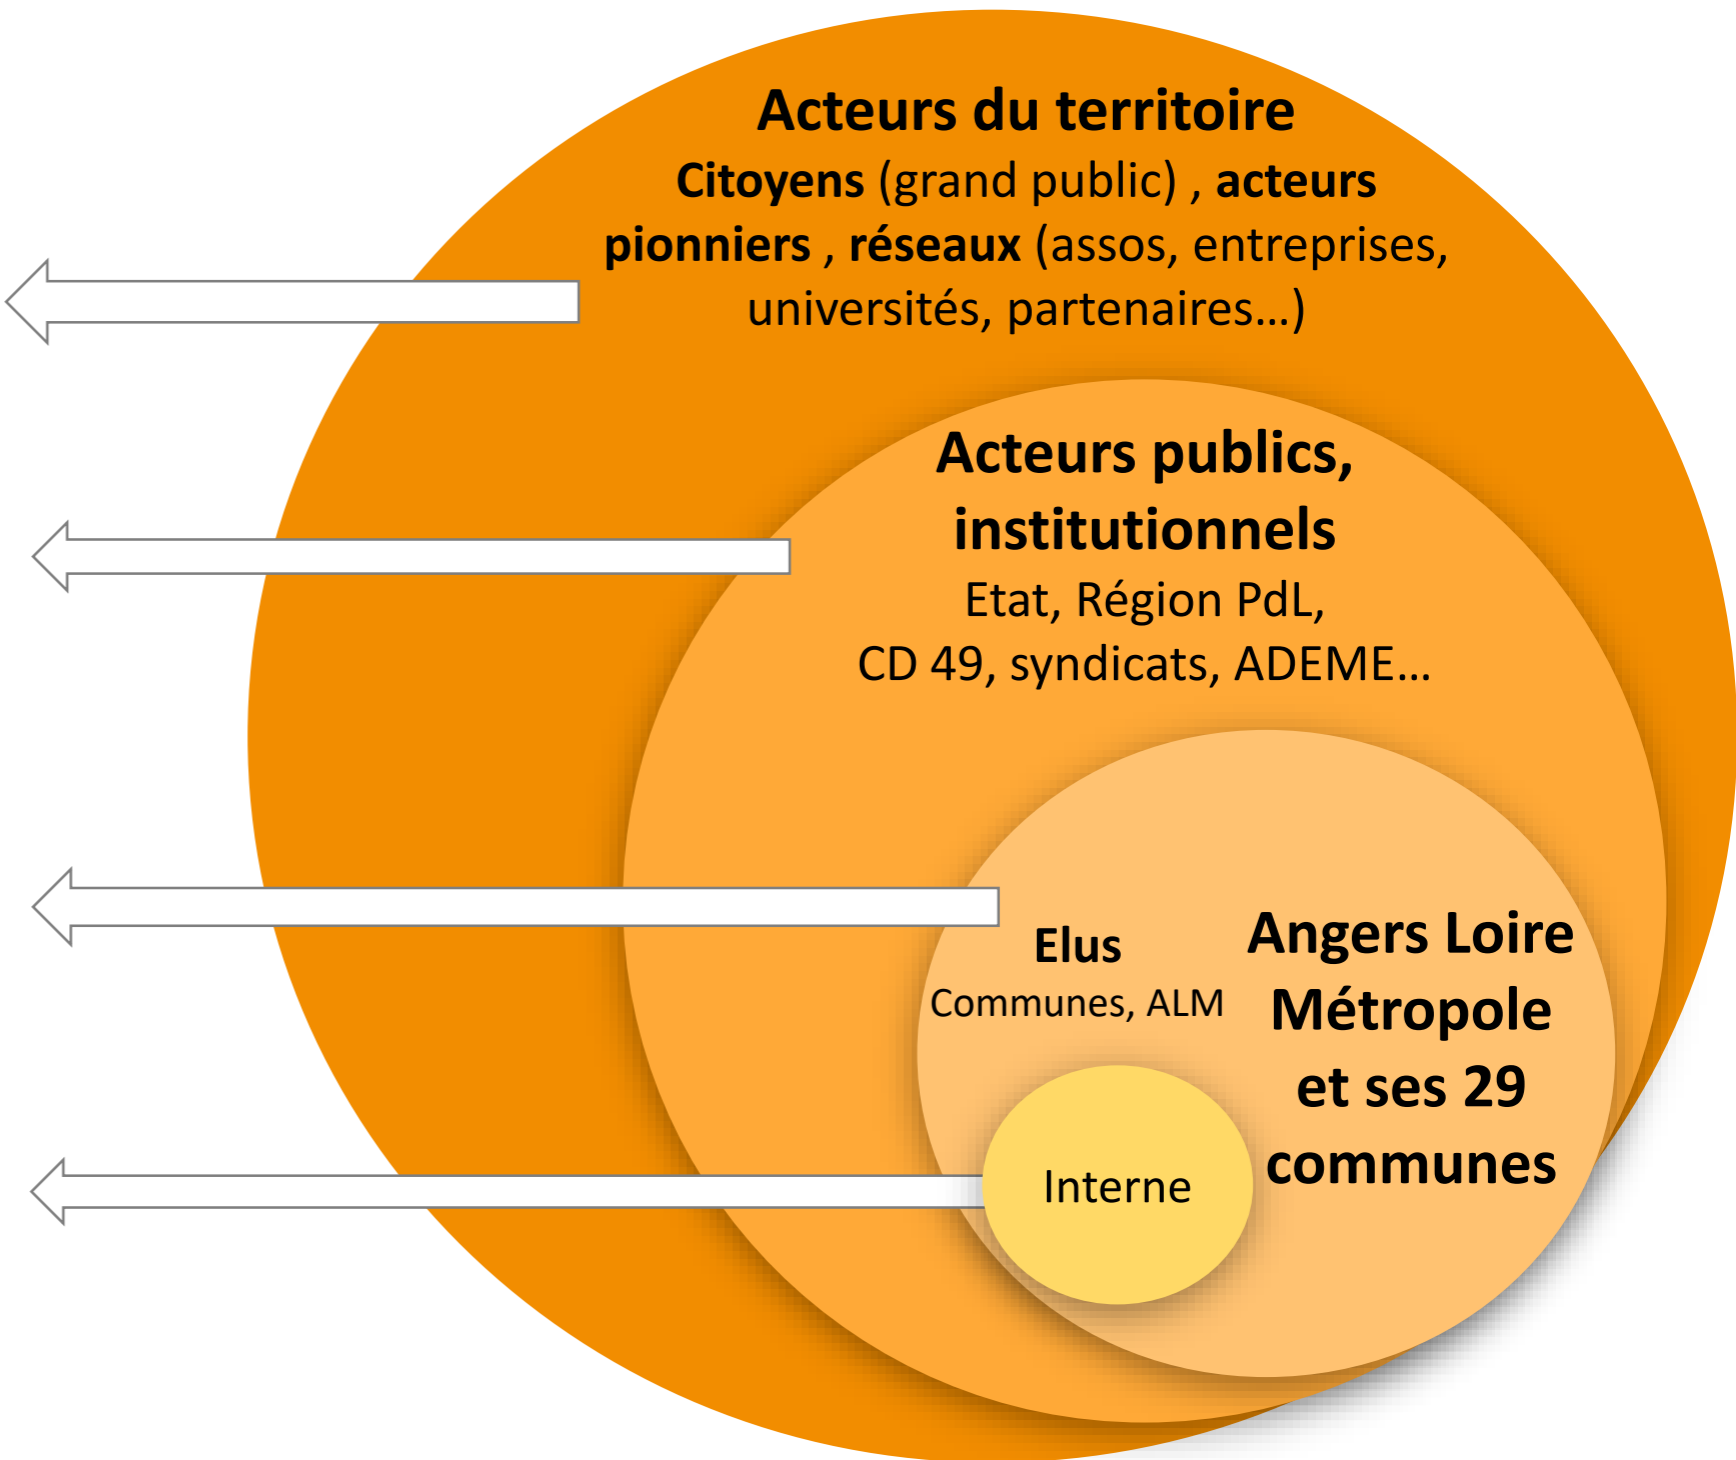 Acteurs du territoire
Citoyens (grand public) , acteurs
pionniers , réseaux (assos, entreprises,
universités, partenaires…)
Acteurs publics,
institutionnels
Etat, Région PdL,
CD 49, syndicats, ADEME…
Elus
Communes, ALM
Angers Loire
Métropole
et ses 29
communes
Interne